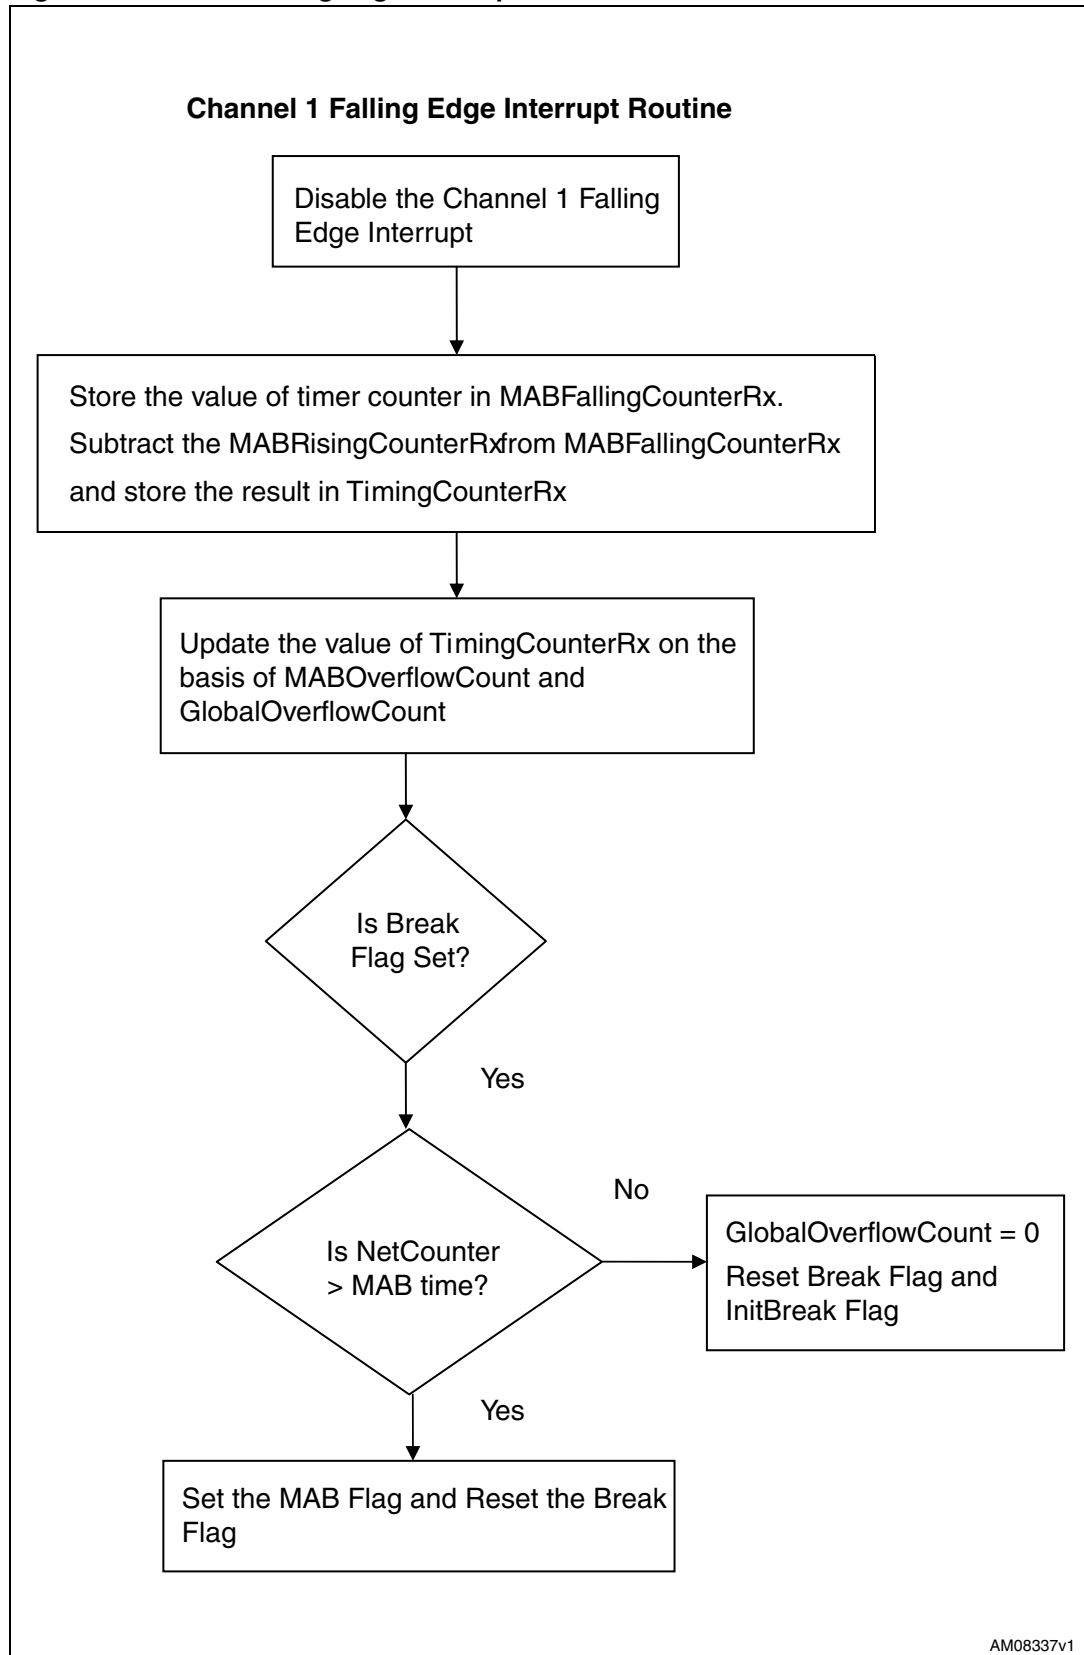 Channel 1 Falling Edge Interrupt Routine
Disable the Channel 1 Falling
Edge Interrupt
Store the value of timer counter in MABFallingCounterRx.
Subtract the MABRisingCounterRxfrom MABFallingCounterRx
and store the result in TimingCounterRx
Update the value of TimingCounterRx on the
basis of MABOverflowCount and
GlobalOverflowCount
Is Break
Flag Set?
Yes
Is NetCounter
> MAB time?
No
GlobalOverflowCount = 0
Reset Break Flag and
InitBreak Flag
Yes
Set the MAB Flag and Reset the Break
Flag
AM08337v1